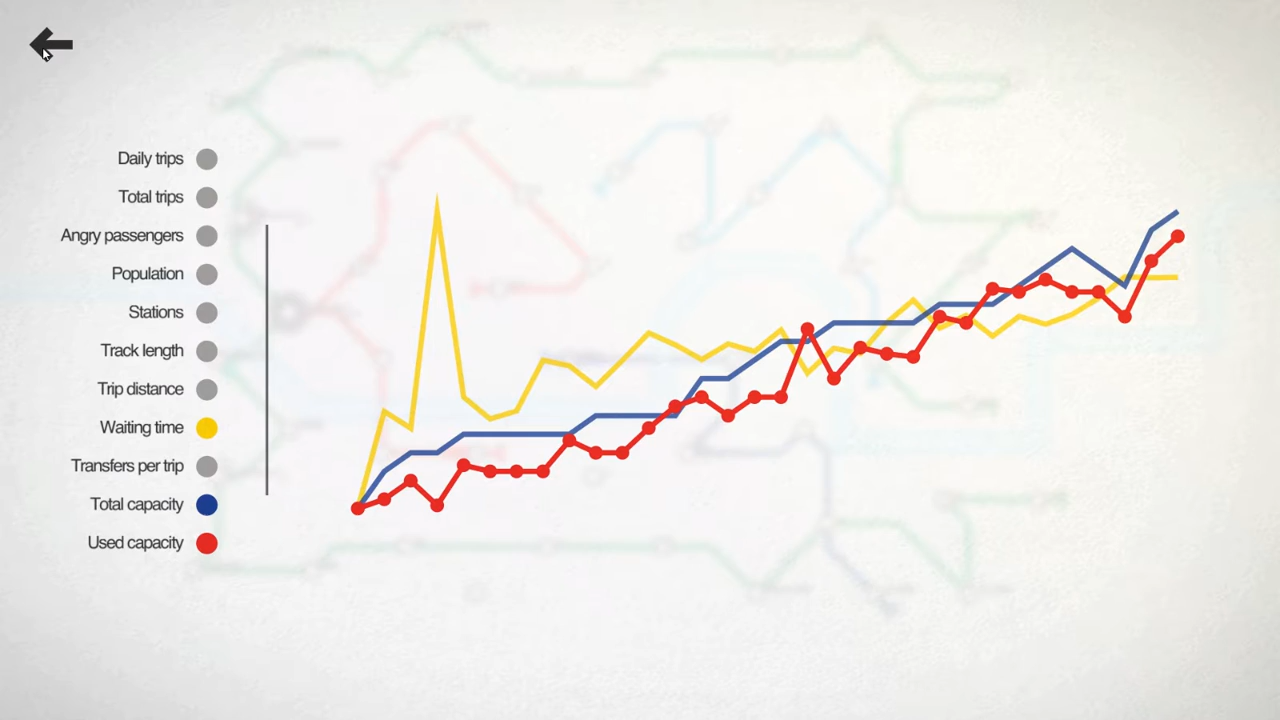 Daily trips
Total trips
Angry passengers
Population
Stations
Track length
Trip distance
Waiting time
Transfers per trip
Total capacity
Used capacity